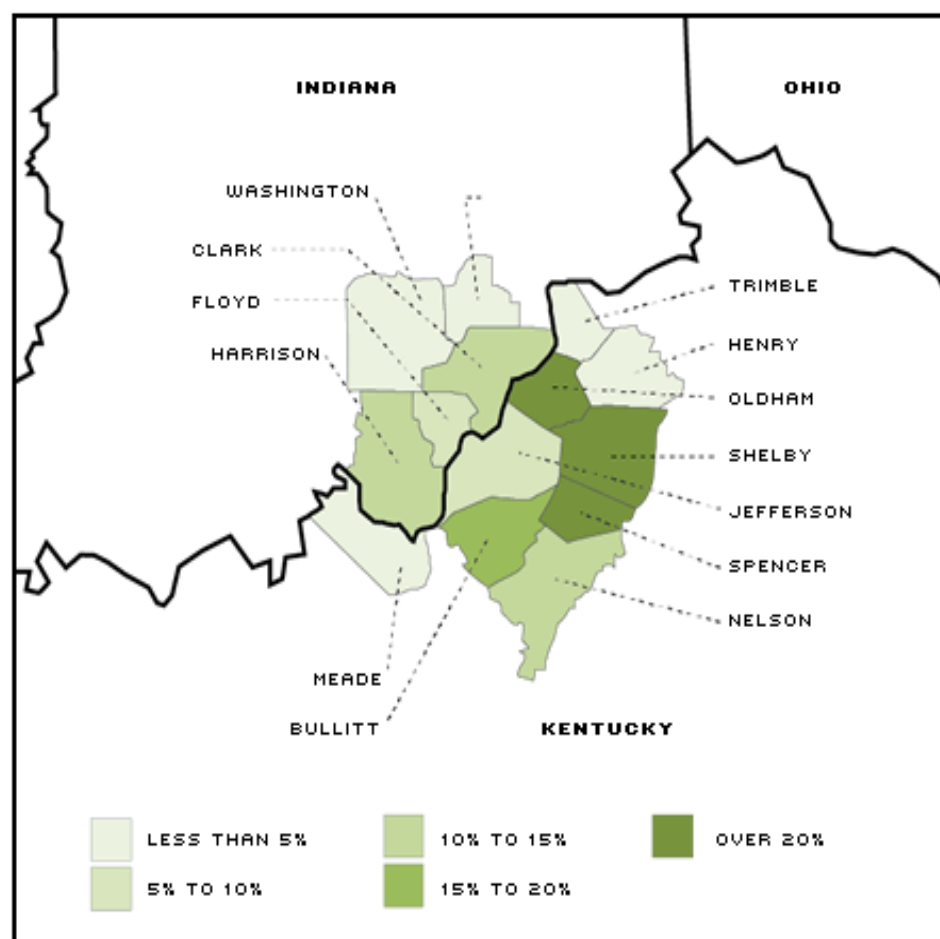 INDIANA
OHIO
WASHINGTON
CLARK
FLOYD
HARRISON
TRIMBLE
HENRY
OLDHAM
SHELBY
JEFFERSON
SPENCER
NELSON
MEADE
BULLITT
KENTUCKY
LESS THAN 5%
10% TO 15%
OVER 20%
5% TO 10%
15% TO 20%